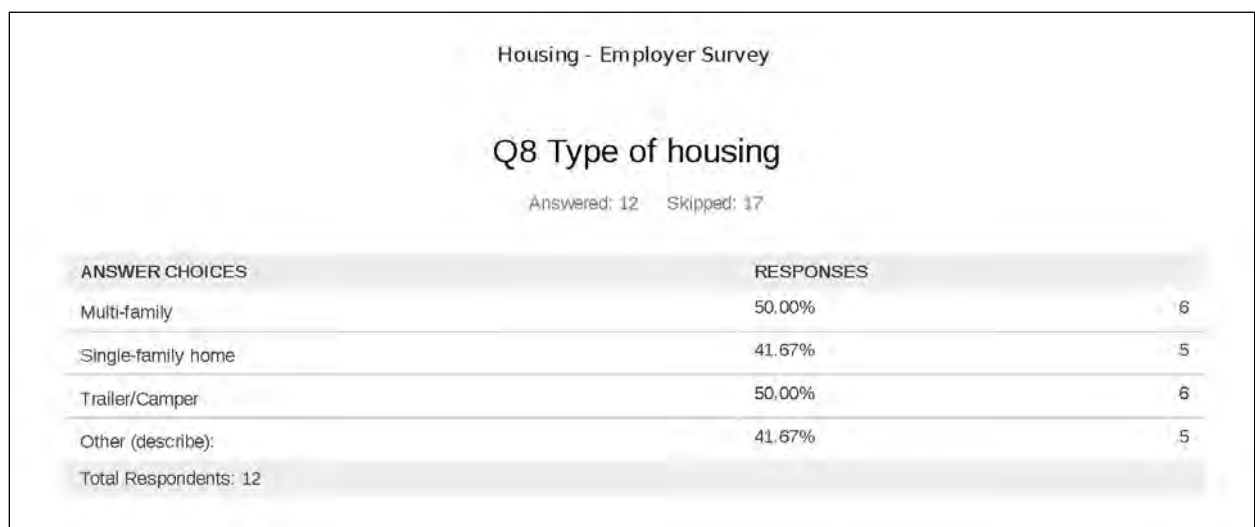 Housing - Employer Survey
Q8 Type of housing
Answered: 12 Skipped: 17
ANSWER CHOICES RESPONSES
Multi-family 50.00% 6
Single-family home 41.67% 5
Trailer/Camper 50.00% 6
Other (describe): 41.67% 5
Total Respondents: 12